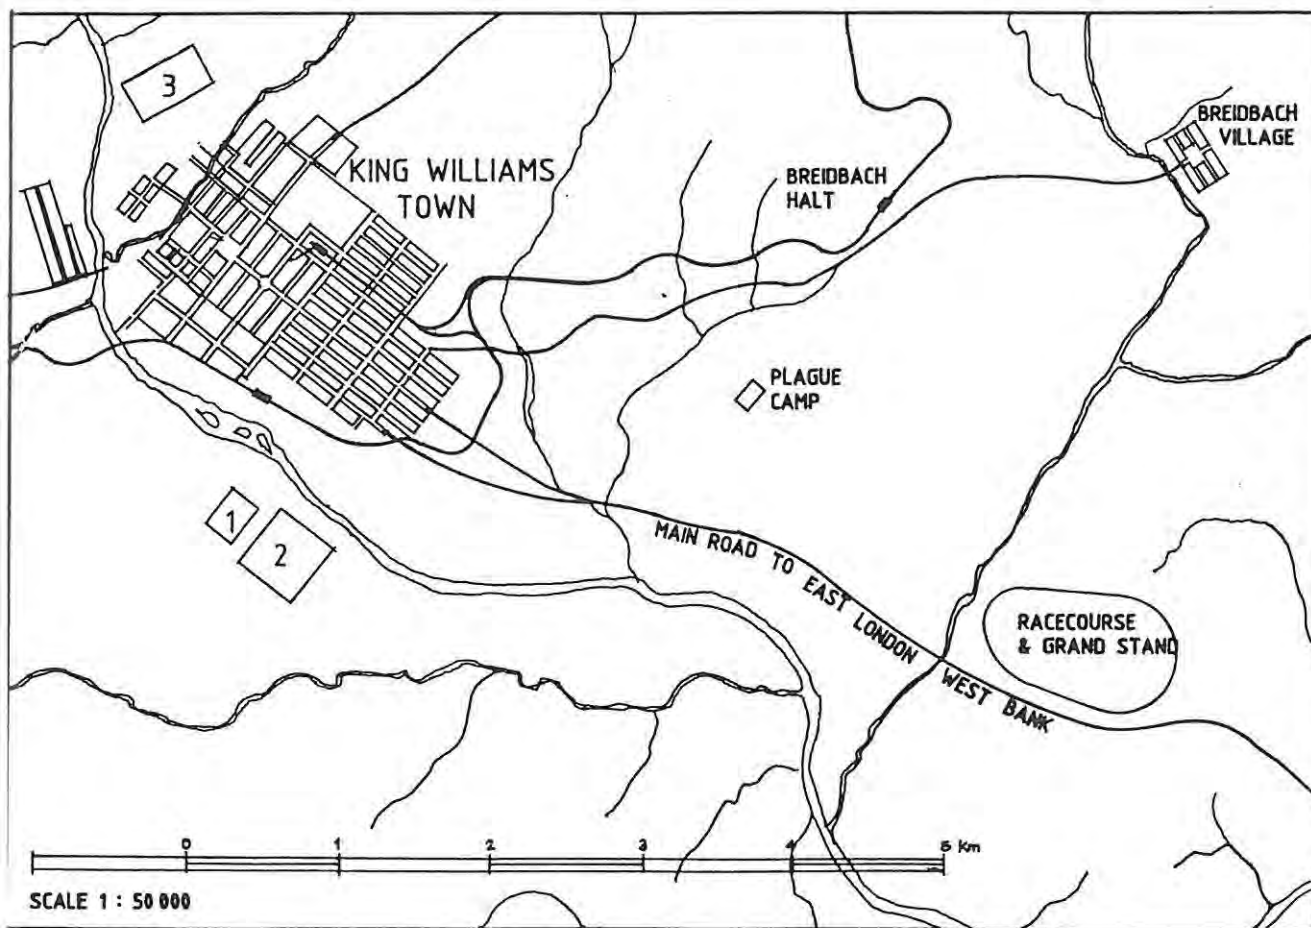 3
BREIDBACH
VILLAGE
KING WILLIAMS
TOWN
BREIDBACH
HALT
PLAGUE
CAMP
1
2
MAIN ROAD TO EAST LONDON WEST BANK
RACECOURSE
& GRAND STAND
0 1 2 3 4 5 Km
SCALE 1 : 50 000